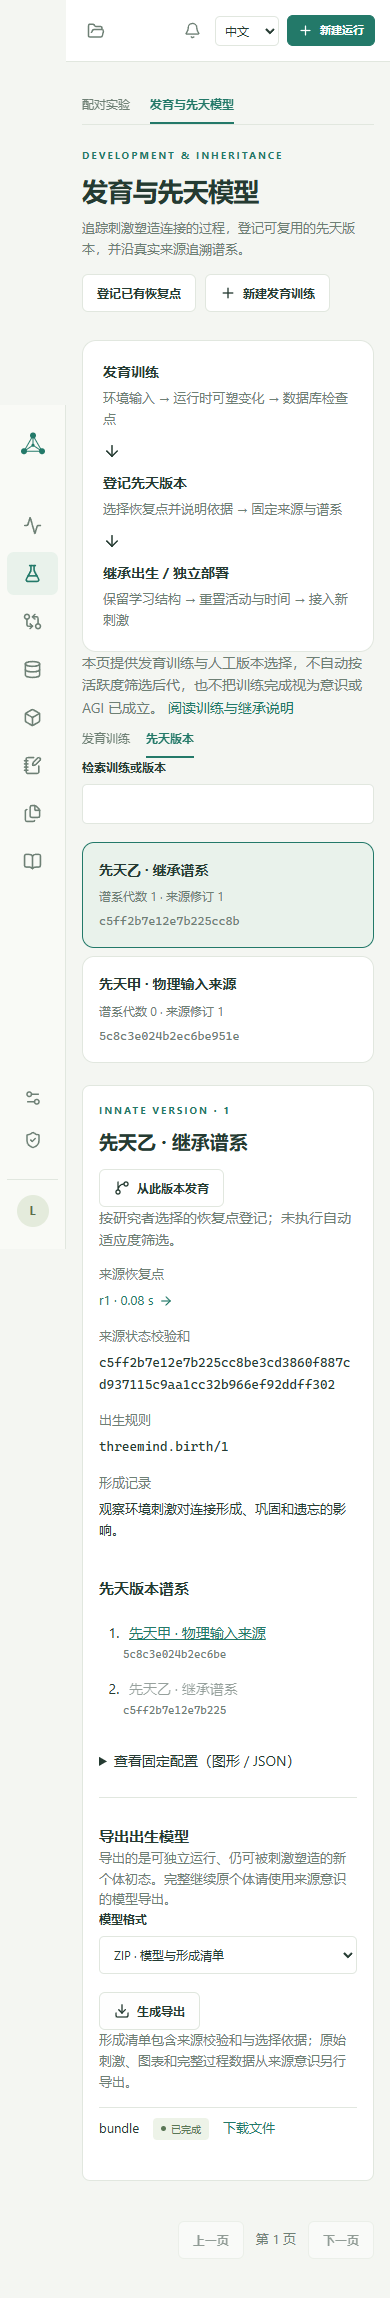 中文
新建运行
配对实验
发育与先天模型
DEVELOPMENT & INHERITANCE
发育与先天模型
追踪刺激塑造连接的过程，登记可复用的先天版
本，并沿真实来源追溯谱系。
登记已有恢复点
新建发育训练
发育训练
环境输入 → 运行时可塑变化 → 数据库检查
点
登记先天版本
选择恢复点并说明依据 → 固定来源与谱系
继承出生 / 独立部署
保留学习结构 → 重置活动与时间 → 接入新
刺激
本页提供发育训练与人工版本选择，不自动按
活跃度筛选后代，也不把训练完成视为意识或
AGI 已成立。 阅读训练与继承说明
发育训练
先天版本
检索训练或版本
先天乙 · 继承谱系
谱系代数 1 · 来源修订 1
c5ff2b7e12e7b225cc8b
先天甲 · 物理输入来源
谱系代数 0 · 来源修订 1
5c8c3e024b2ec6be951e
INNATE VERSION · 1
先天乙 · 继承谱系
从此版本发育
按研究者选择的恢复点登记；未执行自动
适应度筛选。
来源恢复点
r1 · 0.08 s →
来源状态校验和
c5ff2b7e12e7b225cc8be3cd3860f887c
d937115c9aa1cc32b966ef92ddff302
出生规则
threemind.birth/1
形成记录
观察环境刺激对连接形成、巩固和遗忘的影
响。
先天版本谱系
1. 先天甲 · 物理输入来源
5c8c3e024b2ec6be
2. 先天乙 · 继承谱系
c5ff2b7e12e7b225
▶ 查看固定配置（图形 / JSON）
导出出生模型
导出的是可独立运行、仍可被刺激塑造的新
个体初态。完整继续原个体请使用来源意识
的模型导出。
模型格式
ZIP · 模型与形成清单
生成导出
形成清单包含来源校验和与选择依据；原始
刺激、图表和完整过程数据从来源意识另行
导出。
bundle
已完成
下载文件
L
上一页
第 1 页
下一页